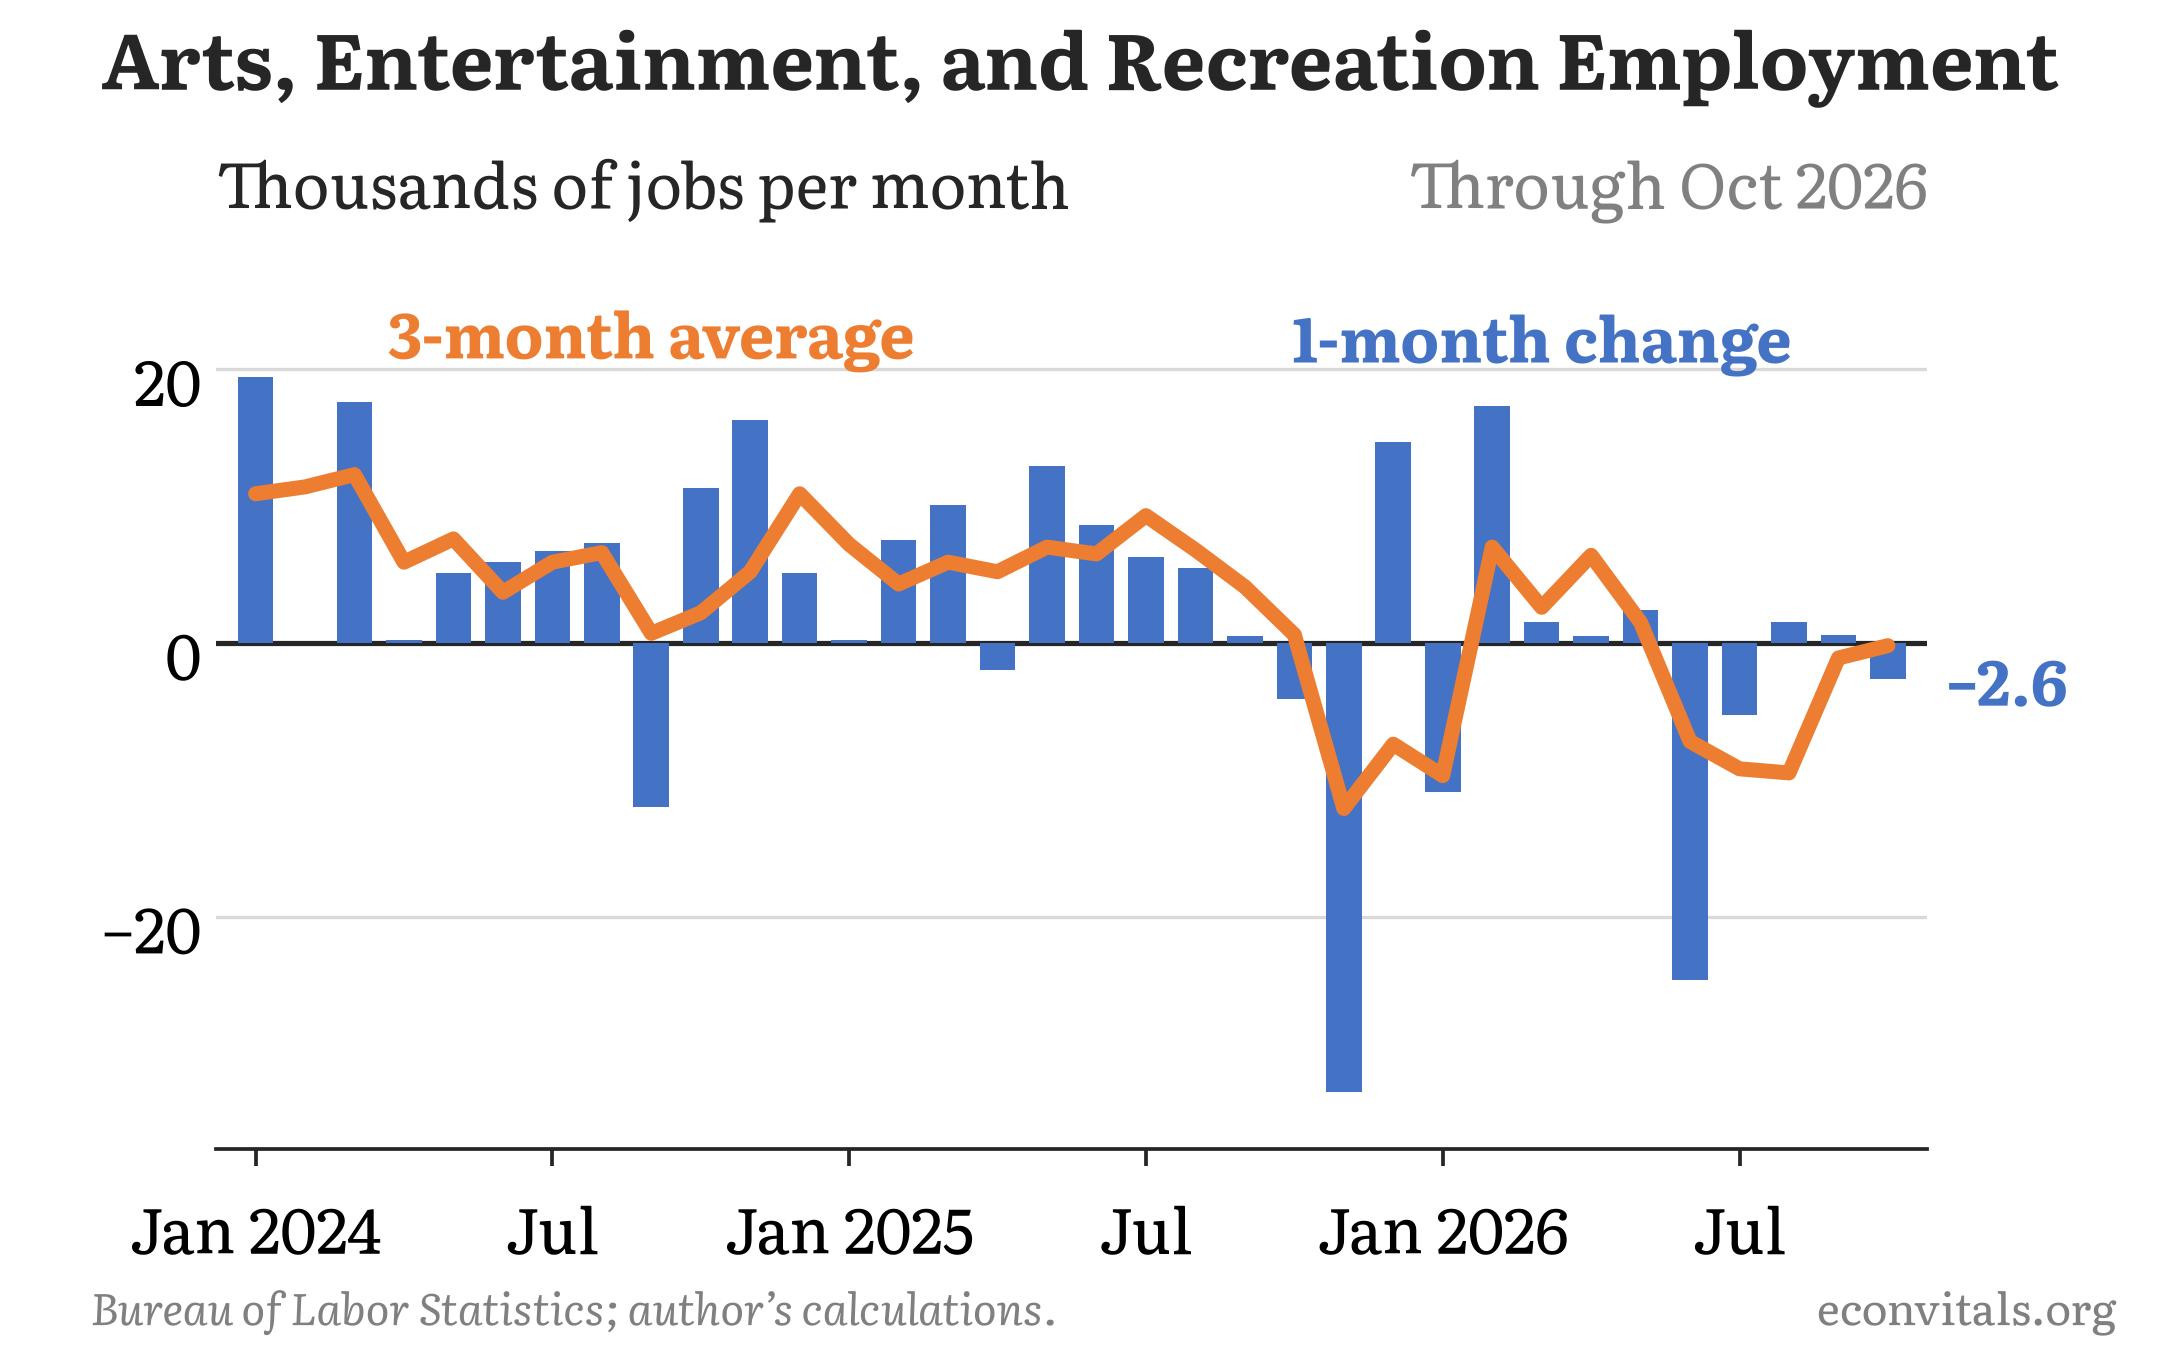 Arts, Entertainment, and Recreation Employment
Thousands of jobs per month
Through Oct 2026
3-month average
1-month change
20
0
−20
−2.6
Jan 2024
Jul
Jan 2025
Jul
Jan 2026
Jul
Bureau of Labor Statistics; author’s calculations.
econvitals.org